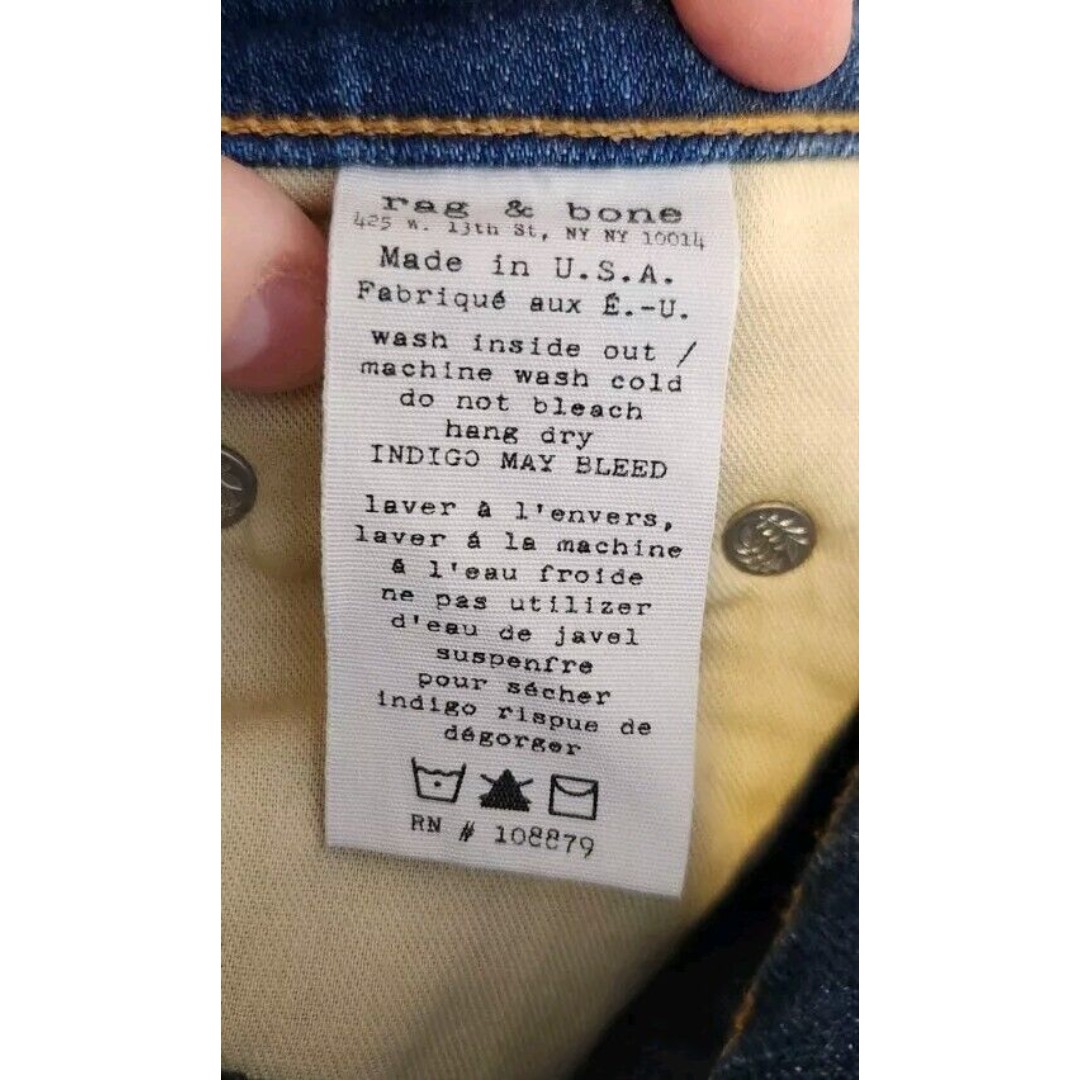 rag & bone
425 W. 13th St, NY NY 10014
Made in U.S.A.
Fabriqué aux É.-U.
wash inside out /
machine wash cold
do not bleach
hang dry
INDIGO MAY BLEED
laver à l'envers,
laver á la machine
à l'eau froide
ne pas utilizer
d'eau de javel
suspenfre
pour sécher
indigo rispue de
dégorger
RN # 108879